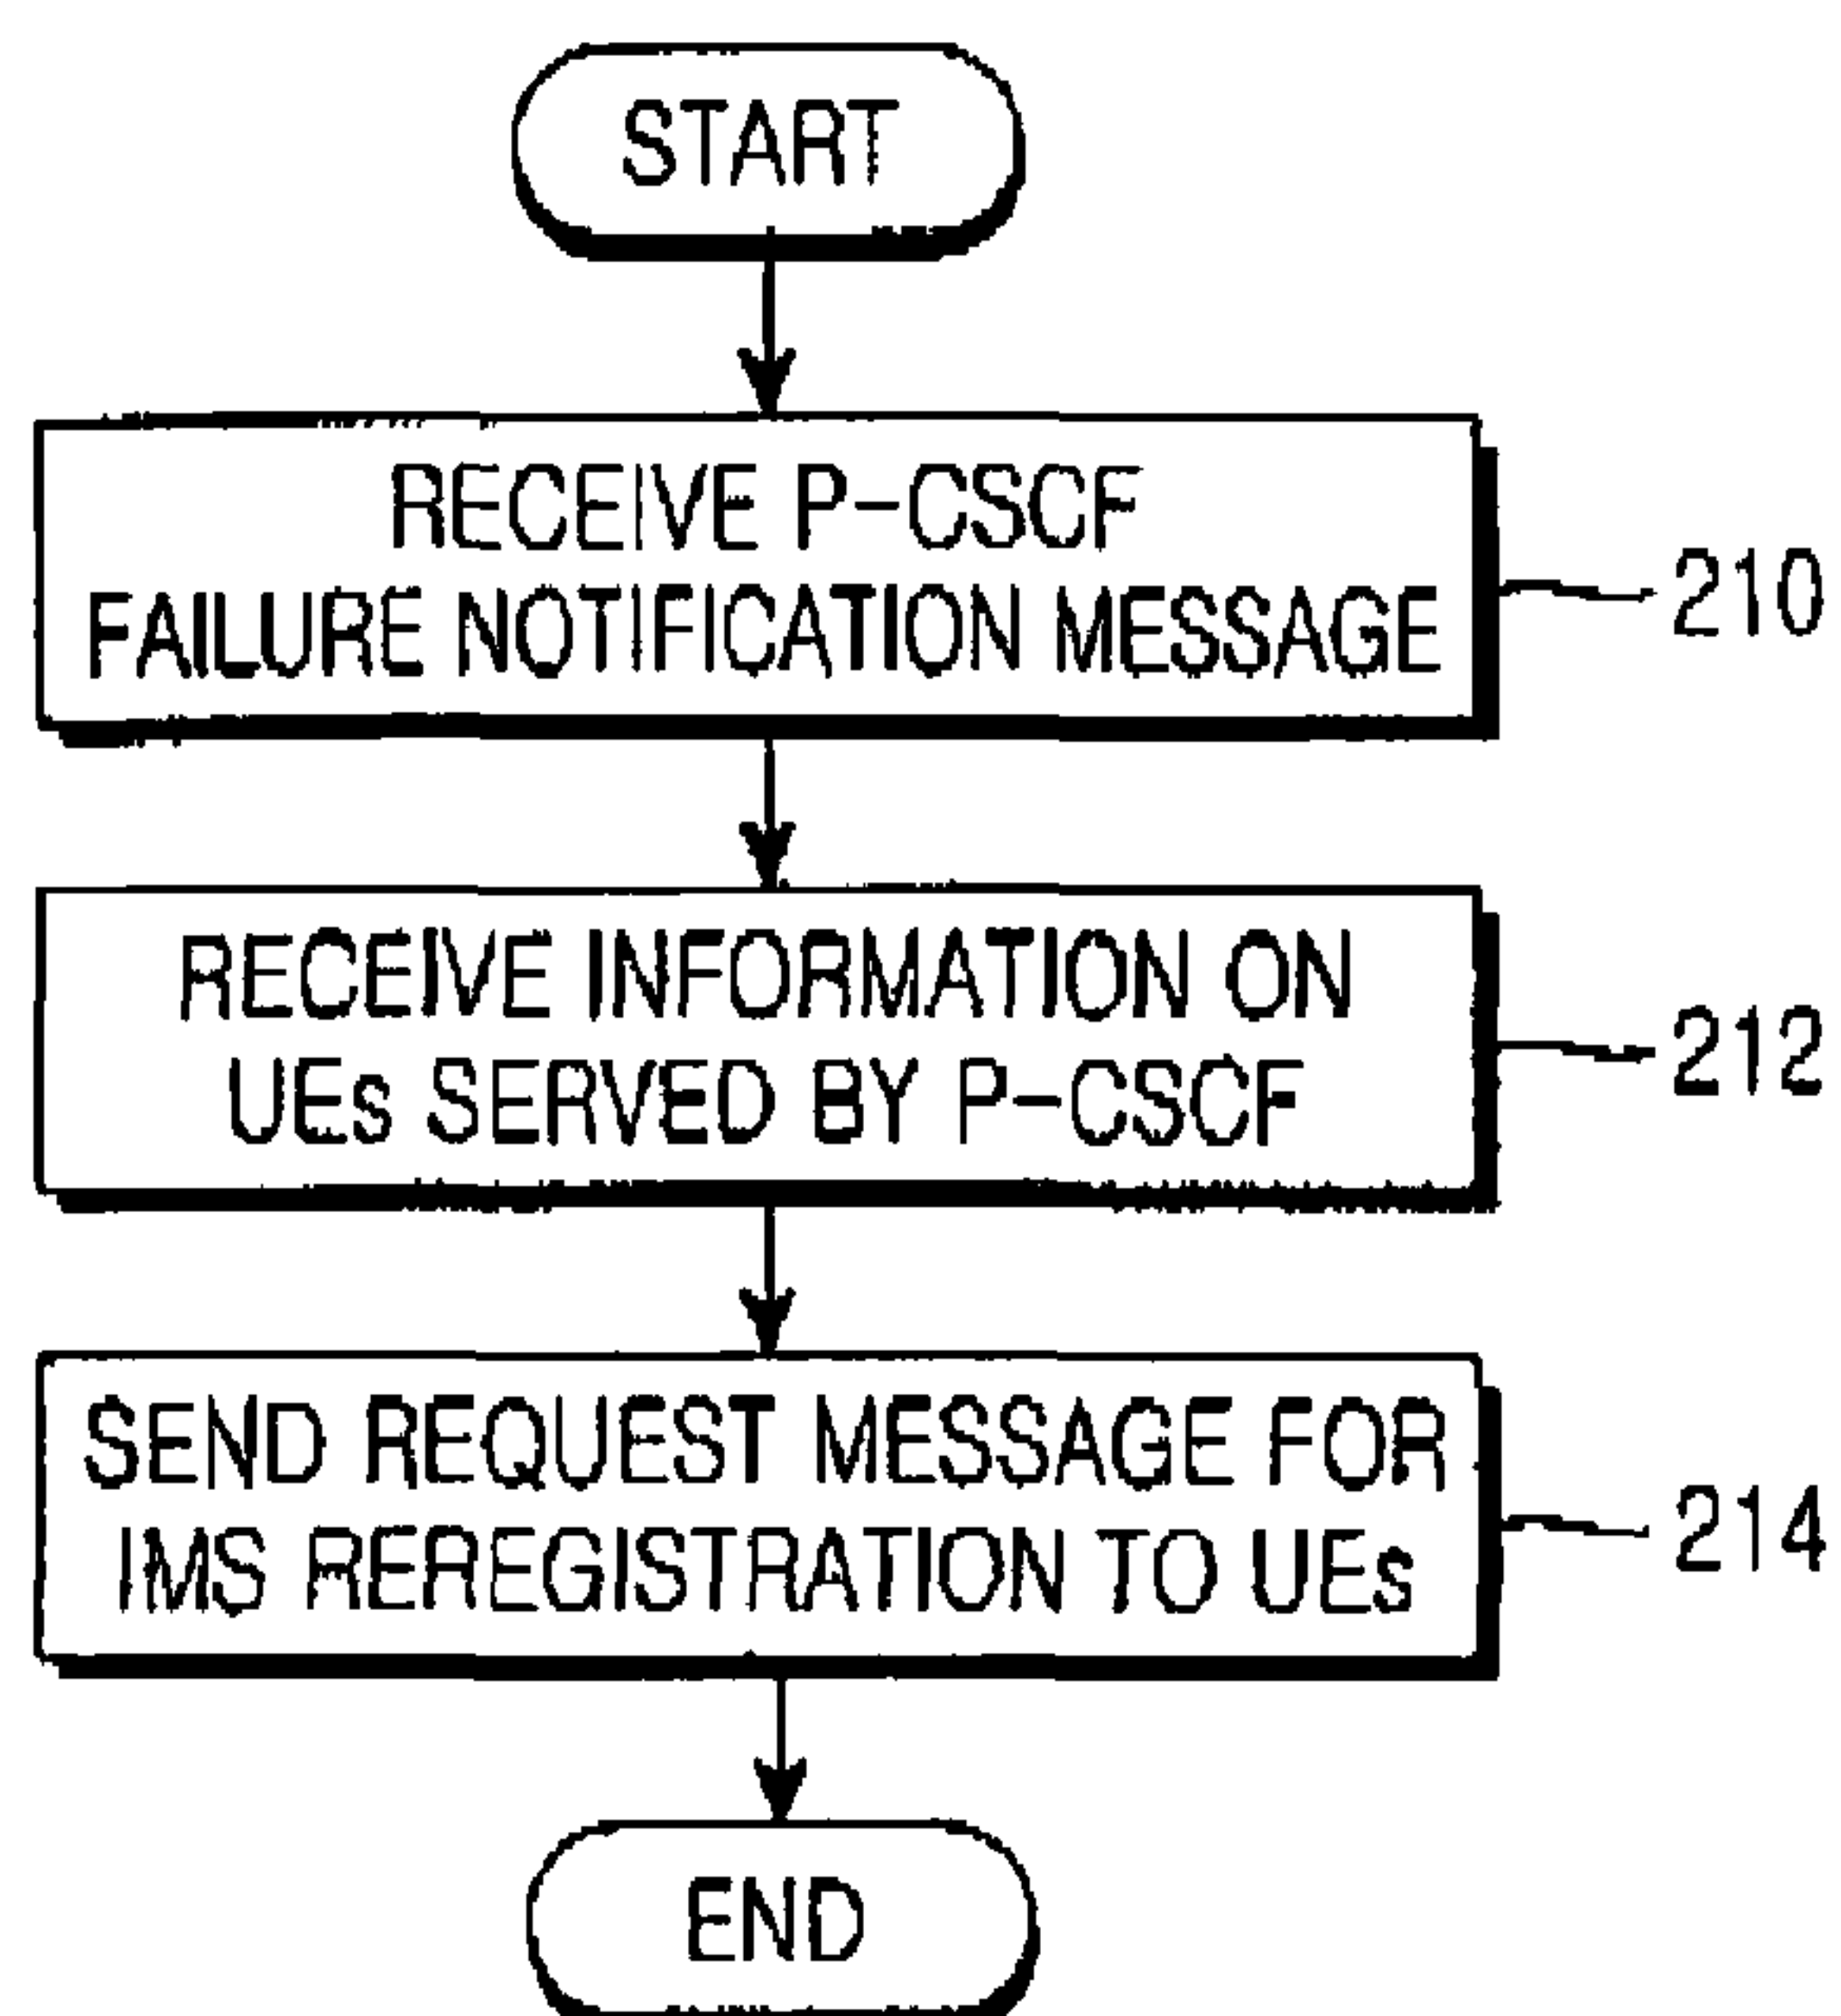 START
RECEIVE P-CSCF
FAILURE NOTIFICATION MESSAGE
210
RECEIVE INFORMATION ON
UEs SERVED BY P-CSCF
212
SEND REQUEST MESSAGE FOR
IMS REREGISTRATION TO UEs
214
END